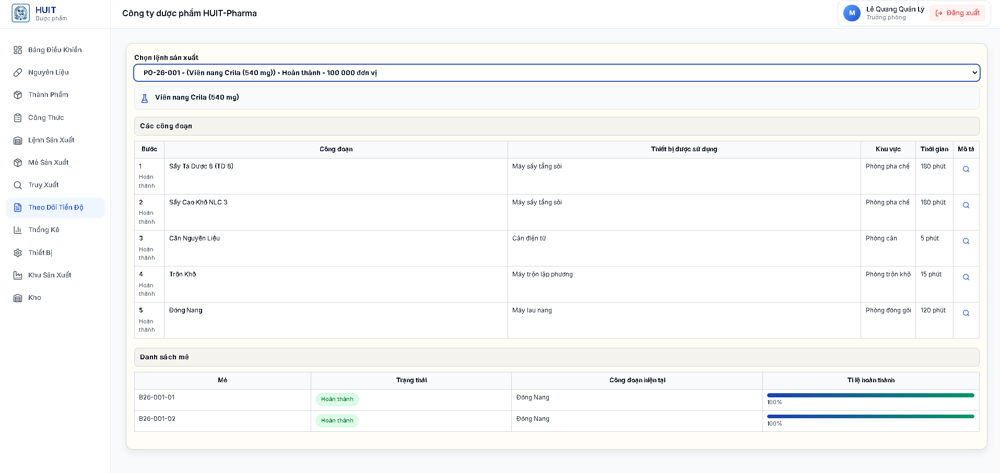 HUIT
Dược phẩm
Công ty dược phẩm HUIT-Pharma
M
Lê Quang Quản Lý
Trưởng phòng
Đăng xuất
Bảng Điều Khiển
Nguyên Liệu
Thành Phẩm
Công Thức
Lệnh Sản Xuất
Mẻ Sản Xuất
Truy Xuất
Theo Dõi Tiến Độ
Thống Kê
Thiết Bị
Khu Sản Xuất
Kho
Chọn lệnh sản xuất
PO-26-001 - (Viên nang Crila (540 mg)) - Hoàn thành - 100 000 đơn vị
Viên nang Crila (540 mg)
Các công đoạn
Bước Công đoạn Thiết bị được sử dụng Khu vực Thời gian Mô tả
1 Sấy Tá Dược 8 (TD 8) Máy sấy tầng sôi Phòng pha chế 180 phút
Hoàn
thành
2 Sấy Cao Khô NLC 3 Máy sấy tầng sôi Phòng pha chế 180 phút
Hoàn
thành
3 Cân Nguyên Liệu Cân điện tử Phòng cân 5 phút
Hoàn
thành
4 Trộn Khô Máy trộn lập phương Phòng trộn khô 15 phút
Hoàn
thành
5 Đóng Nang Máy lau nang Phòng đóng gói 120 phút
Hoàn
thành
Danh sách mẻ
Mẻ Trạng thái Công đoạn hiện tại Tỉ lệ hoàn thành
B26-001-01 Hoàn thành Đóng Nang
100%
B26-001-02 Hoàn thành Đóng Nang
100%